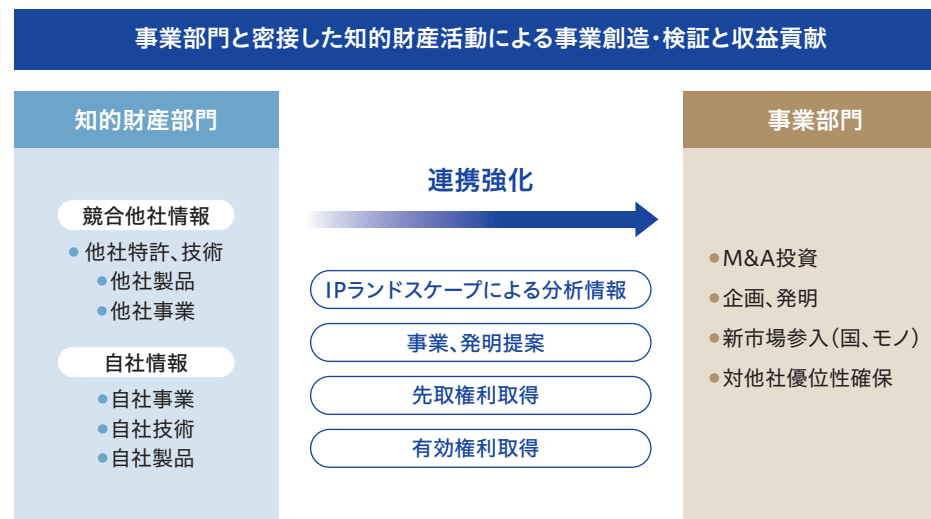 事業部門と密接した知的財産活動による事業創造・検証と収益貢献
知的財産部門
競合他社情報
●他社特許、技術
●他社製品
●他社事業
自社情報
●自社事業
●自社技術
●自社製品
連携強化
IPランドスケープによる分析情報
事業、発明提案
先取権利取得
有効権利取得
事業部門
●M&A投資
●企画、発明
●新市場参入(国、モノ)
●対他社優位性確保